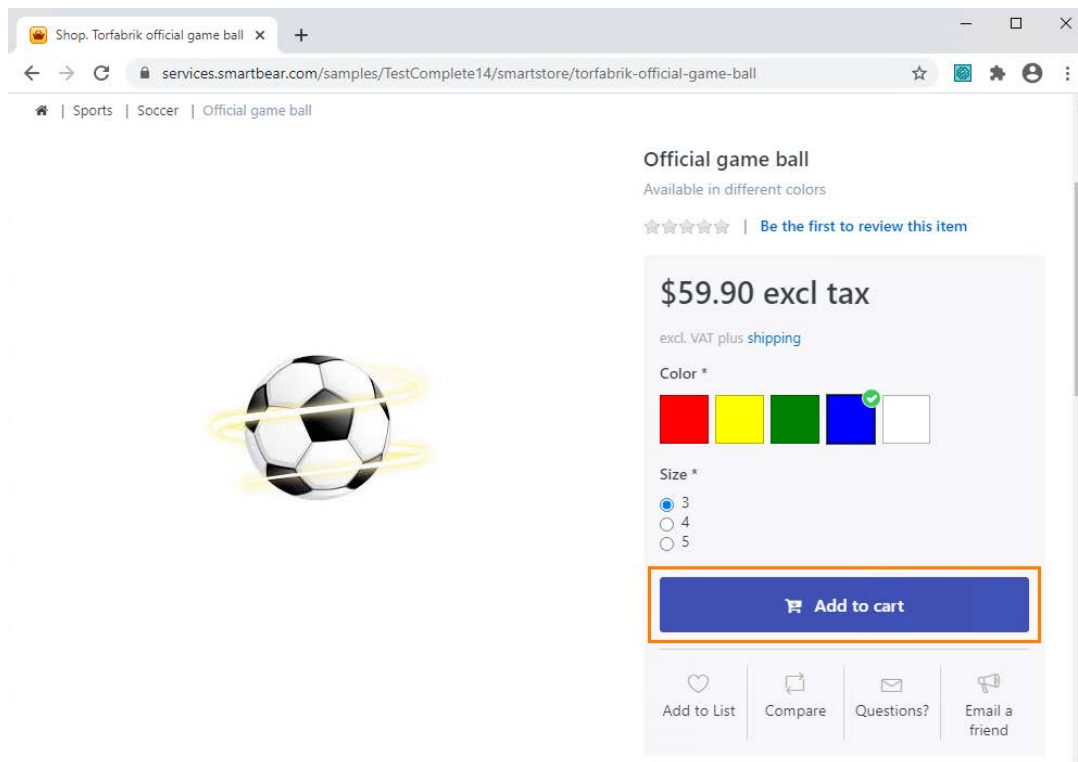 Shop. Torfabrik official game ball
services.smartbear.com/samples/TestComplete14/smartstore/torfabrik-official-game-ball
| Sports | Soccer | Official game ball
Official game ball
Available in different colors
| Be the first to review this item
$59.90 excl tax
excl. VAT plus shipping
Color *
Size *
3
4
5
Add to cart
Add to List
Compare
Questions?
Email a
friend